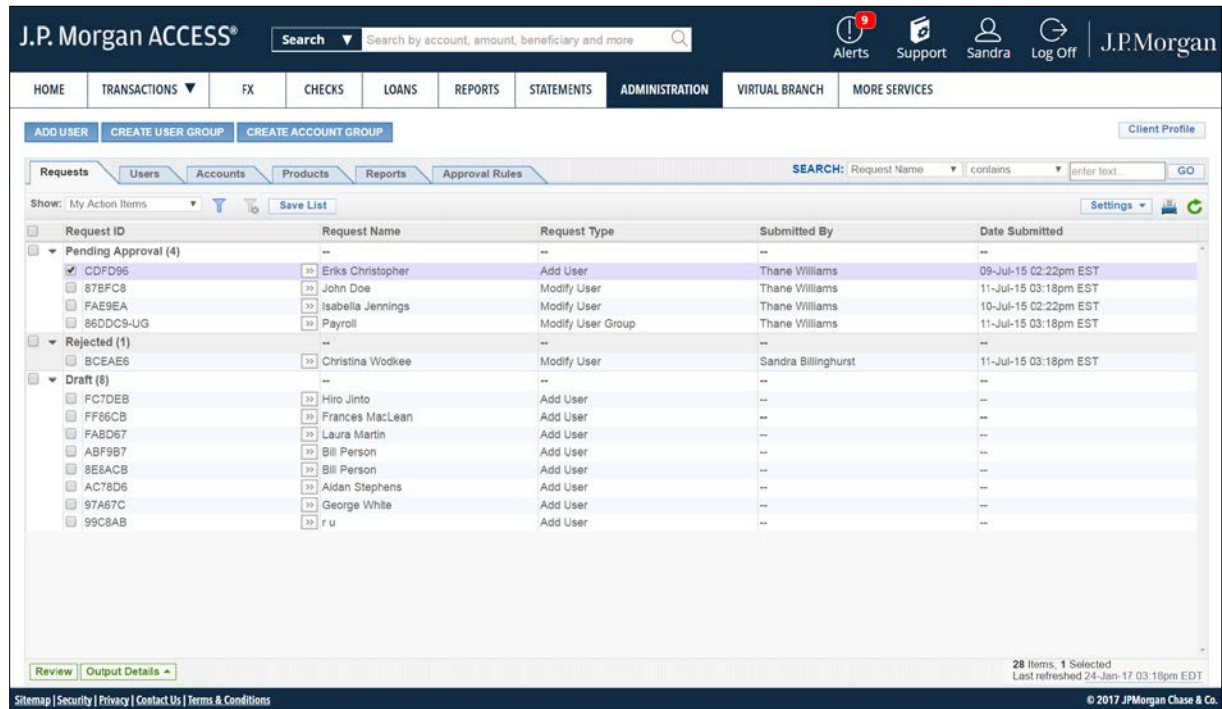 J.P. Morgan ACCESS®
Search ▼ Search by account, amount, beneficiary and more
9
Alerts Support Sandra Log Off J.P.Morgan
HOME TRANSACTIONS ▼ FX CHECKS LOANS REPORTS STATEMENTS ADMINISTRATION VIRTUAL BRANCH MORE SERVICES
ADD USER CREATE USER GROUP CREATE ACCOUNT GROUP Client Profile
Requests Users Accounts Products Reports Approval Rules SEARCH: Request Name contains enter text... GO
Show: My Action Items Save List Settings
Request ID Request Name Request Type Submitted By Date Submitted
Pending Approval (4) -- -- -- --
CDFD96 >> Eriks Christopher Add User Thane Williams 09-Jul-15 02:22pm EST
87BFC8 >> John Doe Modify User Thane Williams 11-Jul-15 03:18pm EST
FAE9EA >> Isabella Jennings Modify User Thane Williams 10-Jul-15 02:22pm EST
86DDC9-UG >> Payroll Modify User Group Thane Williams 11-Jul-15 03:18pm EST
Rejected (1) -- -- -- --
BCEAE6 >> Christina Wodkee Modify User Sandra Billinghurst 11-Jul-15 03:18pm EST
Draft (8) -- -- -- --
FC7DEB >> Hiro Jinto Add User -- --
FF86CB >> Frances MacLean Add User -- --
FABD67 >> Laura Martin Add User -- --
ABF9B7 >> Bill Person Add User -- --
8E8ACB >> Bill Person Add User -- --
AC78D6 >> Aidan Stephens Add User -- --
97A67C >> George White Add User -- --
99C8AB >> r u Add User -- --
Review Output Details 28 Items, 1 Selected
Last refreshed 24-Jan-17 03:18pm EDT
Sitemap | Security | Privacy | Contact Us | Terms & Conditions © 2017 JPMorgan Chase & Co.